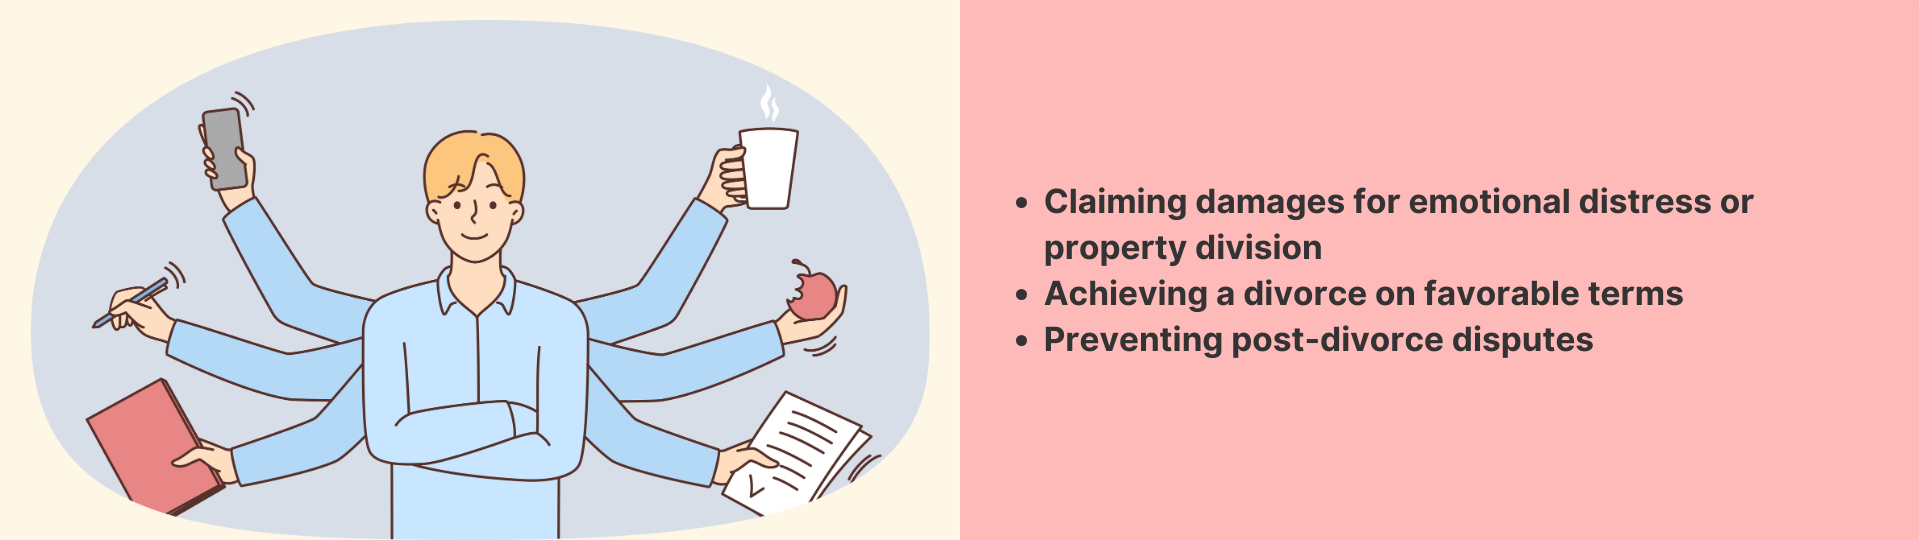 • Claiming damages for emotional distress or
property division
• Achieving a divorce on favorable terms
• Preventing post-divorce disputes